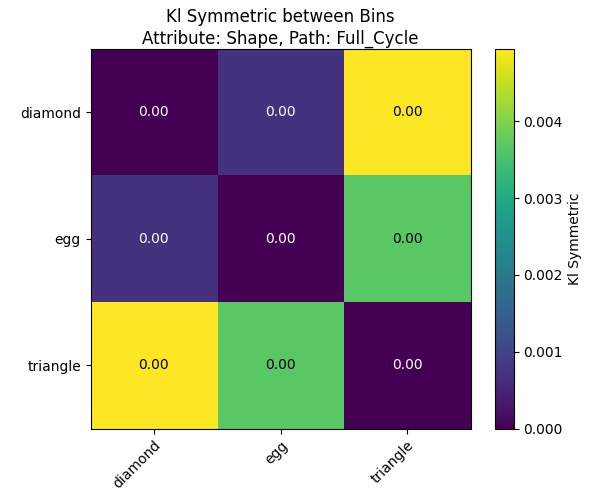 Kl Symmetric between Bins
Attribute: Shape, Path: Full_Cycle
diamond
0.00 0.00 0.00
egg
0.00 0.00 0.00
triangle
0.00 0.00 0.00
diamond
egg
triangle
0.004
0.003
0.002
0.001
0.000
Kl Symmetric